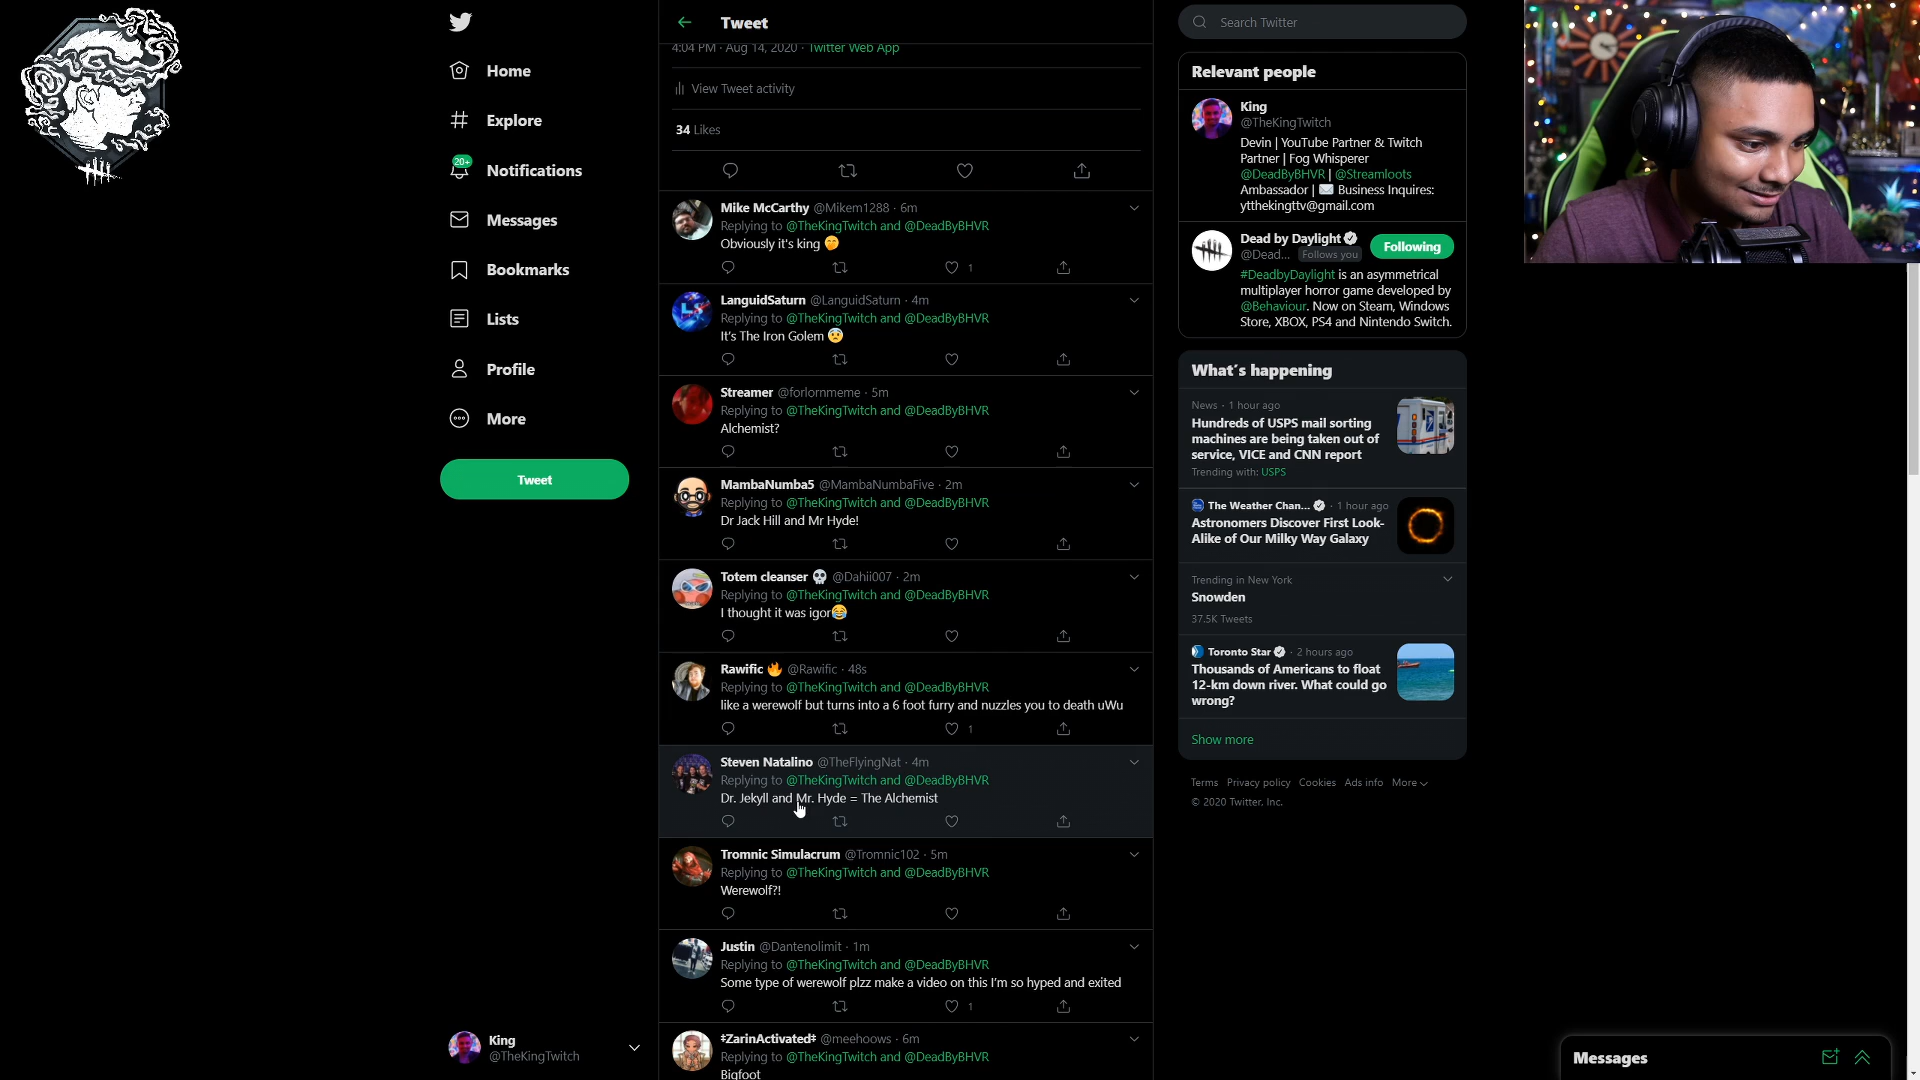 Home
Explore
20+
Notifications
Messages
Bookmarks
Lists
Profile
More
Tweet
King
@TheKingTwitch
Tweet
4:04 PM · Aug 14, 2020 · Twitter Web App
View Tweet activity
34 Likes
Mike McCarthy @Mikem1288 · 6m
Replying to @TheKingTwitch and @DeadByBHVR
Obviously it's king 🤭
1
LanguidSaturn @LanguidSaturn · 4m
Replying to @TheKingTwitch and @DeadByBHVR
It's The Iron Golem 😨
Streamer @forlornmeme · 5m
Replying to @TheKingTwitch and @DeadByBHVR
Alchemist?
MambaNumba5 @MambaNumbaFive · 2m
Replying to @TheKingTwitch and @DeadByBHVR
Dr Jack Hill and Mr Hyde!
Totem cleanser 💀 @Dahii007 · 2m
Replying to @TheKingTwitch and @DeadByBHVR
I thought it was igor😂
Rawific 🔥 @Rawific · 48s
Replying to @TheKingTwitch and @DeadByBHVR
like a werewolf but turns into a 6 foot furry and nuzzles you to death uWu
1
Steven Natalino @TheFlyingNat · 4m
Replying to @TheKingTwitch and @DeadByBHVR
Dr. Jekyll and Mr. Hyde = The Alchemist
Tromnic Simulacrum @Tromnic102 · 5m
Replying to @TheKingTwitch and @DeadByBHVR
Werewolf?!
Justin @Dantenolimit · 1m
Replying to @TheKingTwitch and @DeadByBHVR
Some type of werewolf plzz make a video on this I'm so hyped and exited
1
‡ZarinActivated‡ @meehoows · 6m
Replying to @TheKingTwitch and @DeadByBHVR
Bigfoot
Search Twitter
Relevant people
King
@TheKingTwitch
Devin | YouTube Partner & Twitch
Partner | Fog Whisperer
@DeadByBHVR | @Streamloots
Ambassador | ✉️ Business Inquires:
ytthekingttv@gmail.com
Dead by Daylight
@Dead... Follows you
Following
#DeadbyDaylight is an asymmetrical
multiplayer horror game developed by
@Behaviour. Now on Steam, Windows
Store, XBOX, PS4 and Nintendo Switch.
What's happening
News · 1 hour ago
Hundreds of USPS mail sorting
machines are being taken out of
service, VICE and CNN report
Trending with: USPS
The Weather Chan... · 1 hour ago
Astronomers Discover First Look-
Alike of Our Milky Way Galaxy
Trending in New York
Snowden
37.5K Tweets
Toronto Star · 2 hours ago
Thousands of Americans to float
12-km down river. What could go
wrong?
Show more
Terms Privacy policy Cookies Ads info More
© 2020 Twitter, Inc.
Messages